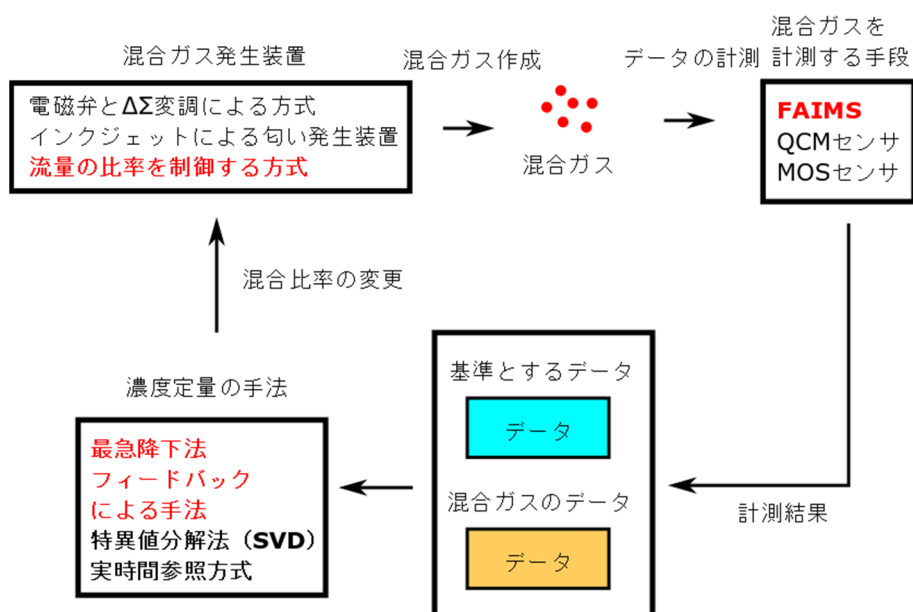 混合ガス発生装置
電磁弁とΔΣ変調による方式
インクジェットによる匂い発生装置
流量の比率を制御する方式
混合ガス作成
混合ガス
データの計測
混合ガスを
計測する手段
FAIMS
QCMセンサ
MOSセンサ
混合比率の変更
濃度定量の手法
最急降下法
フィードバック
による手法
特異値分解法（SVD）
実時間参照方式
基準とするデータ
データ
混合ガスのデータ
データ
計測結果